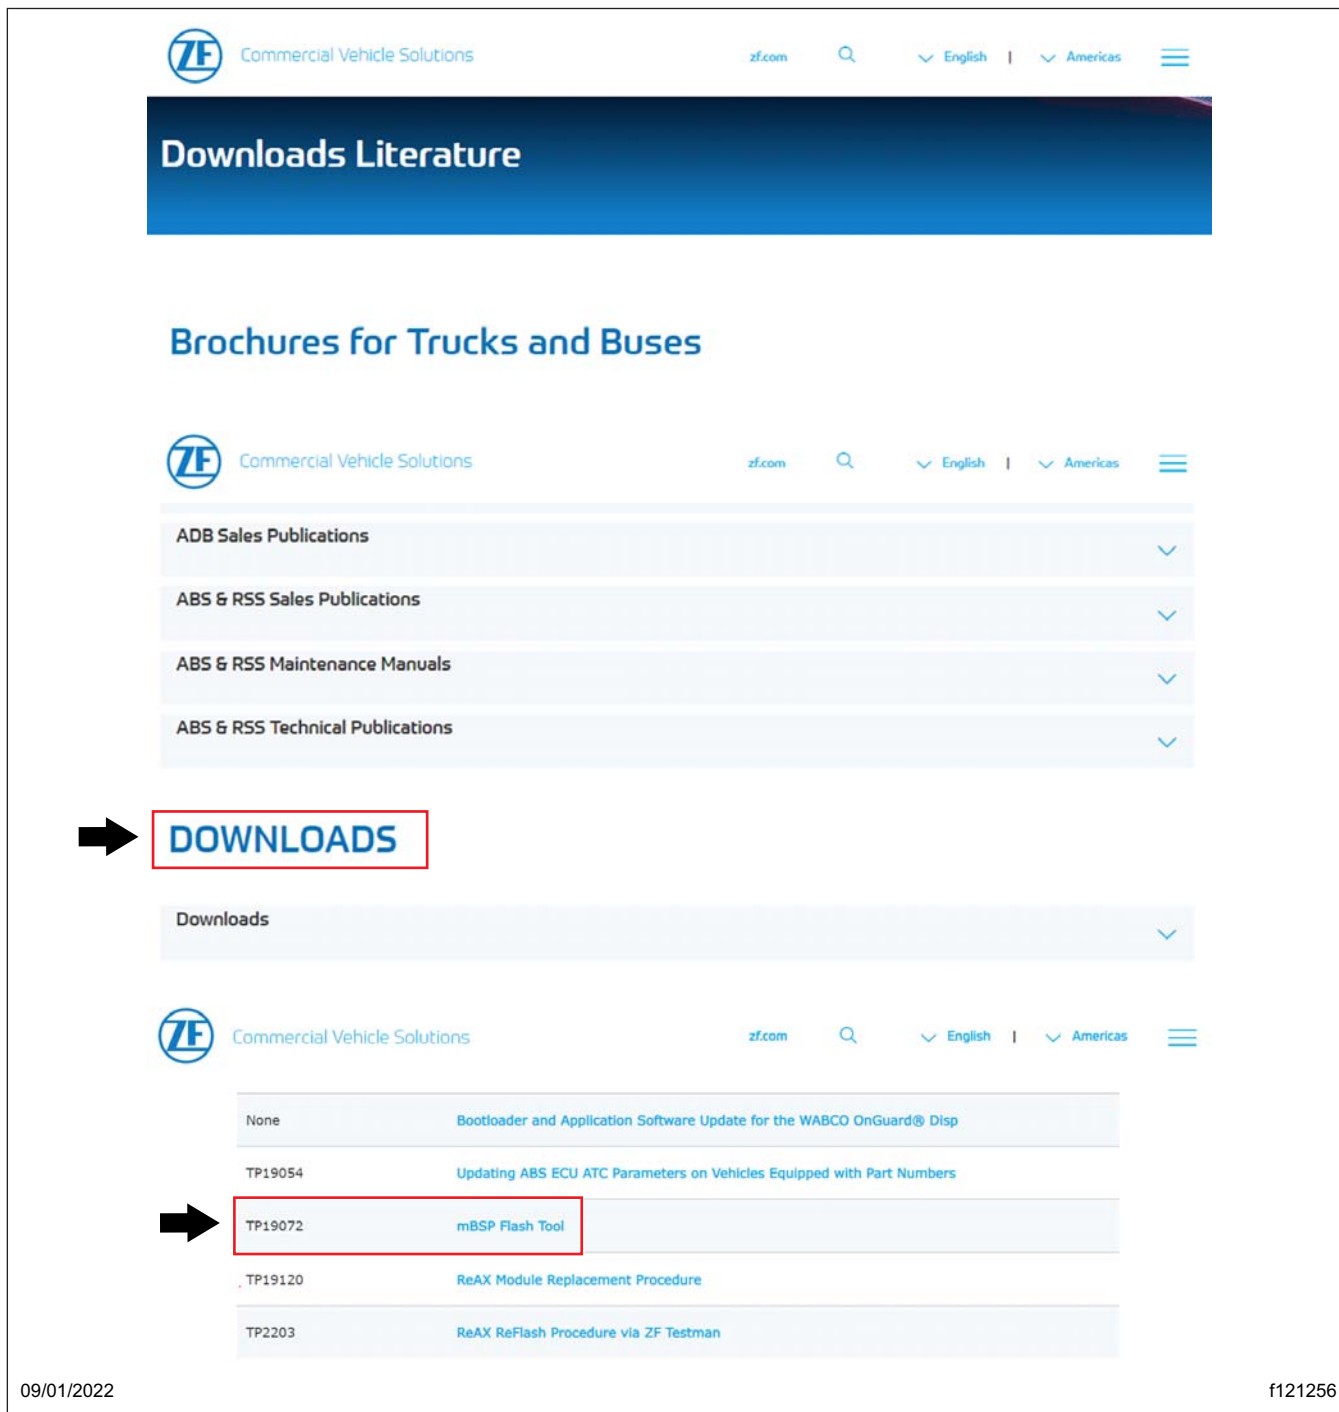 ZF Commercial Vehicle Solutions zf.com English | Americas
Downloads Literature
Brochures for Trucks and Buses
ZF Commercial Vehicle Solutions zf.com English | Americas
ADB Sales Publications
ABS & RSS Sales Publications
ABS & RSS Maintenance Manuals
ABS & RSS Technical Publications
DOWNLOADS
Downloads
ZF Commercial Vehicle Solutions zf.com English | Americas
None Bootloader and Application Software Update for the WABCO OnGuard® Disp
TP19054 Updating ABS ECU ATC Parameters on Vehicles Equipped with Part Numbers
TP19072 mBSP Flash Tool
TP19120 ReAX Module Replacement Procedure
TP2203 ReAX ReFlash Procedure via ZF Testman
09/01/2022 f121256